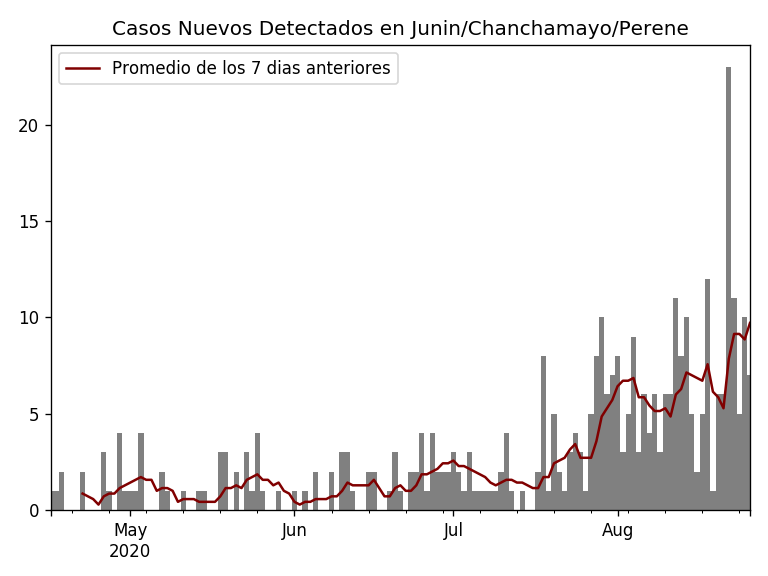 Casos Nuevos Detectados en Junin/Chanchamayo/Perene
Promedio de los 7 dias anteriores
20
15
10
5
0
May Jun Jul Aug
2020